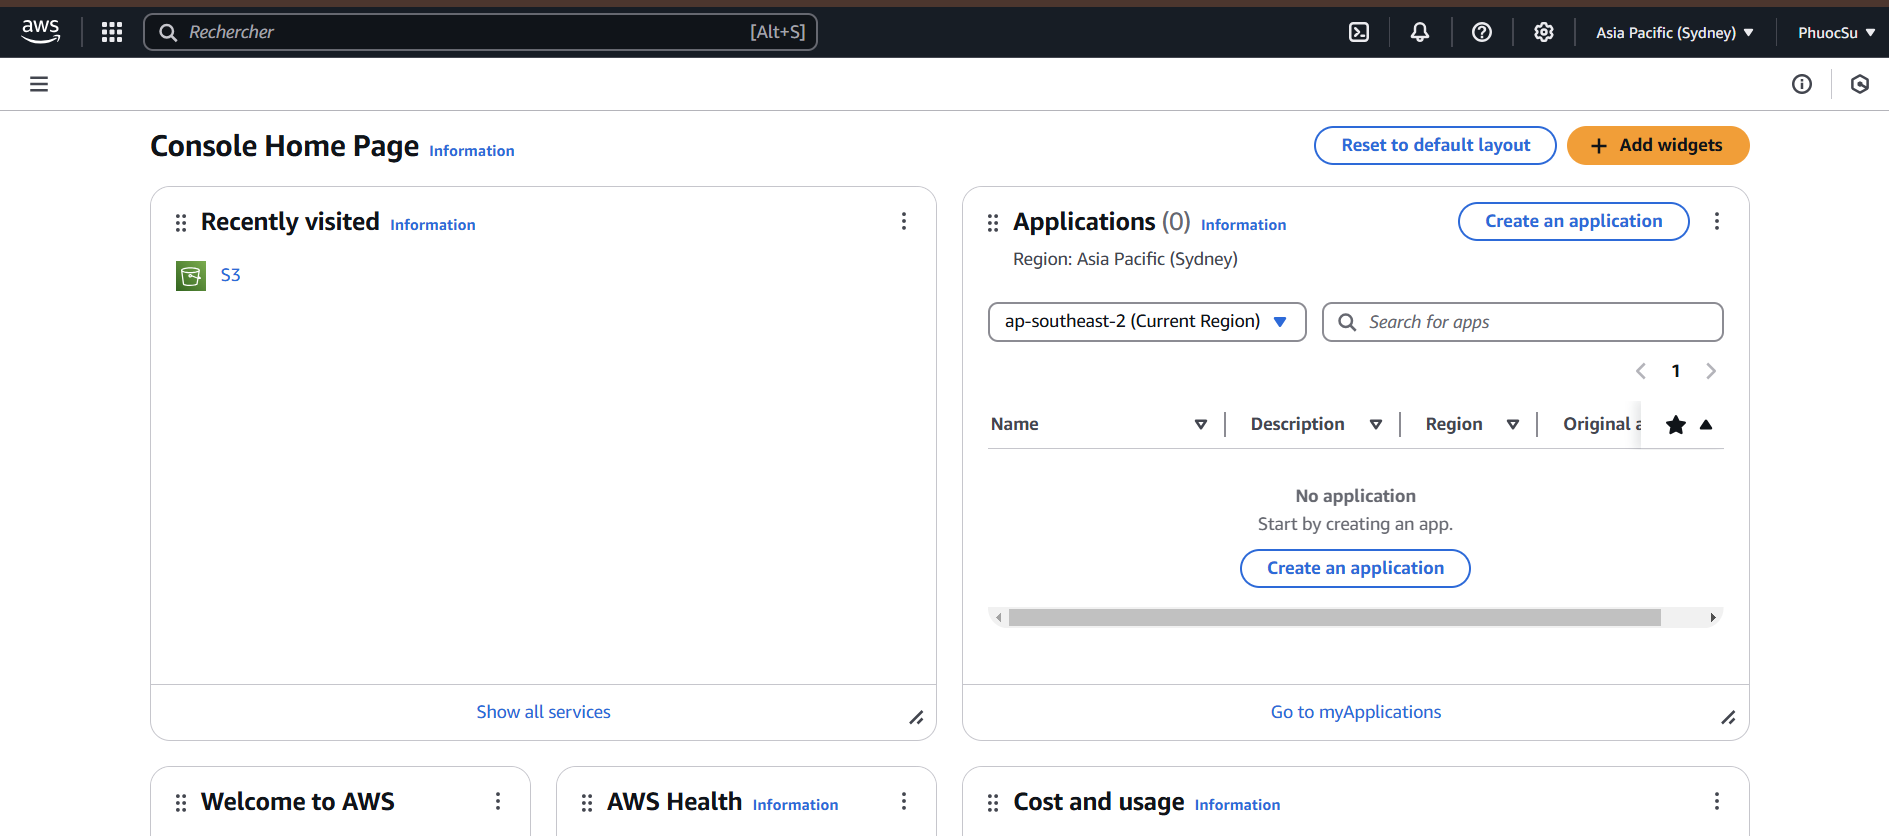 aws
Rechercher [Alt+S]
Asia Pacific (Sydney)
PhuocSu
Console Home Page Information
Reset to default layout
Add widgets
Recently visited Information
S3
Show all services
Applications (0) Information
Create an application
Region: Asia Pacific (Sydney)
ap-southeast-2 (Current Region)
Search for apps
1
Name Description Region Original
No application
Start by creating an app.
Create an application
Go to myApplications
Welcome to AWS
AWS Health Information
Cost and usage Information